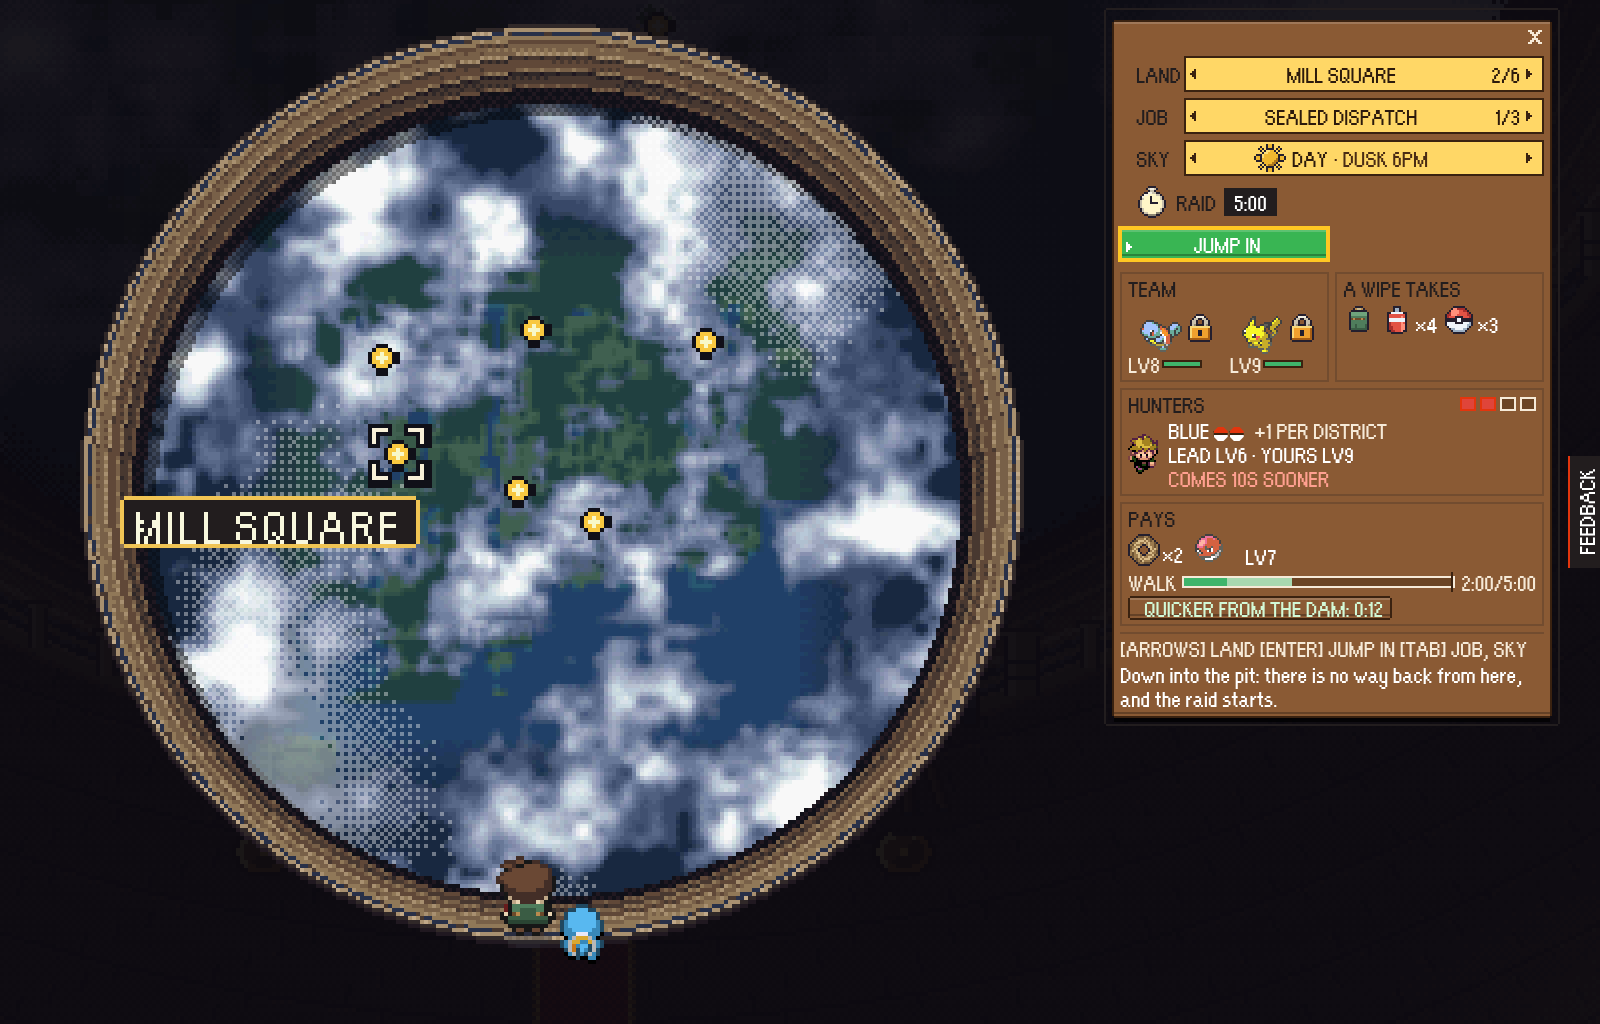 X
LAND MILL SQUARE 2/6
JOB SEALED DISPATCH 1/3
SKY DAY · DUSK 6PM
RAID 5:00
JUMP IN
TEAM
LV8 LV9
A WIPE TAKES
×4 ×3
HUNTERS
BLUE +1 PER DISTRICT
LEAD LV6 · YOURS LV9
COMES 10S SOONER
PAYS
×2 LV7
WALK 2:00/5:00
QUICKER FROM THE DAM: 0:12
[ARROWS] LAND [ENTER] JUMP IN [TAB] JOB, SKY
Down into the pit: there is no way back from here,
and the raid starts.
MILL SQUARE
FEEDBACK